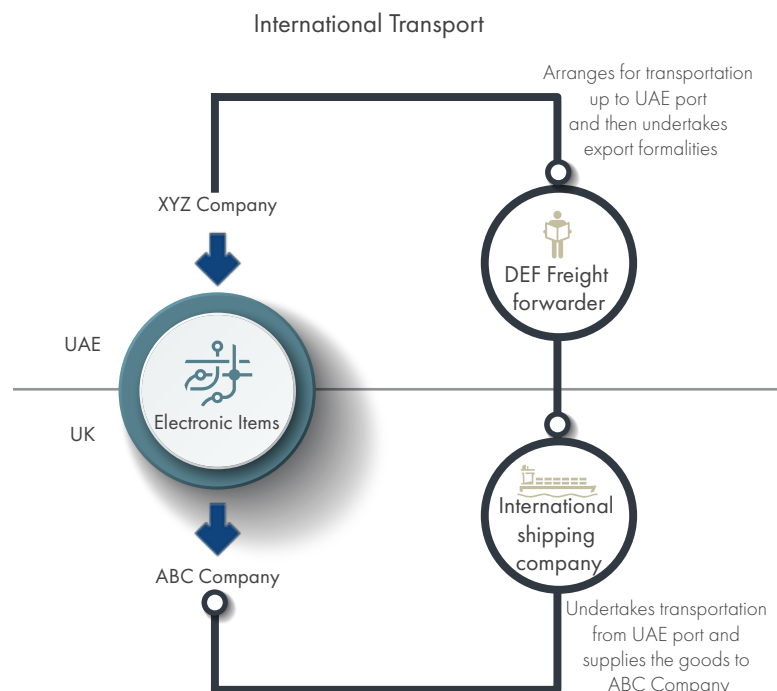 International Transport
Arranges for transportation
up to UAE port
and then undertakes
export formalities
XYZ Company
DEF Freight
forwarder
UAE
Electronic Items
UK
International
shipping
company
ABC Company
Undertakes transportation
from UAE port and
supplies the goods to
ABC Company